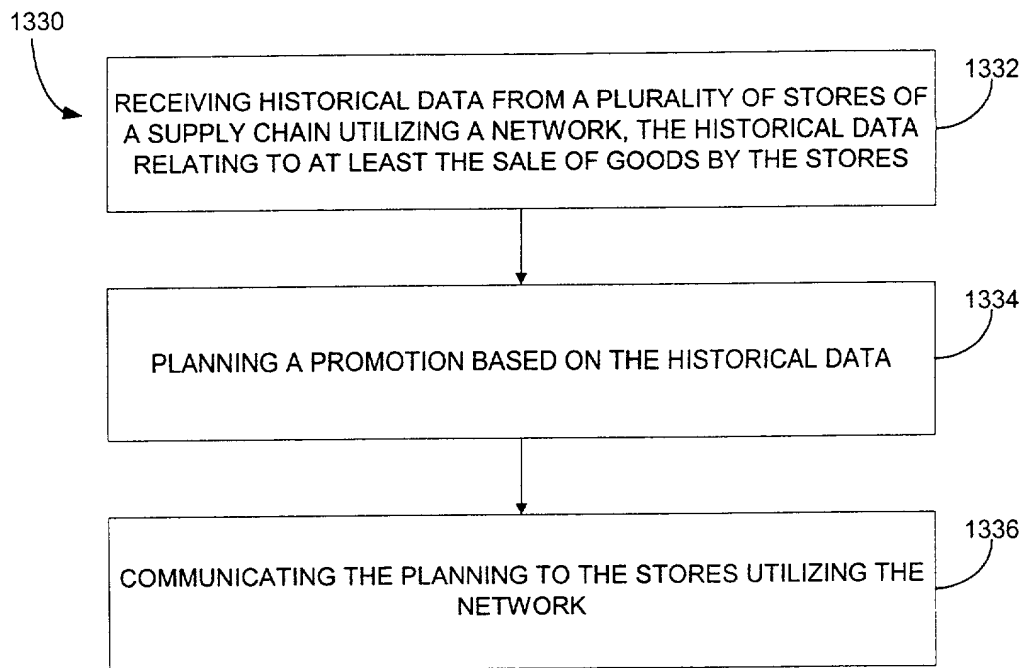 1330
1332
RECEIVING HISTORICAL DATA FROM A PLURALITY OF STORES OF
A SUPPLY CHAIN UTILIZING A NETWORK, THE HISTORICAL DATA
RELATING TO AT LEAST THE SALE OF GOODS BY THE STORES
1334
PLANNING A PROMOTION BASED ON THE HISTORICAL DATA
1336
COMMUNICATING THE PLANNING TO THE STORES UTILIZING THE
NETWORK